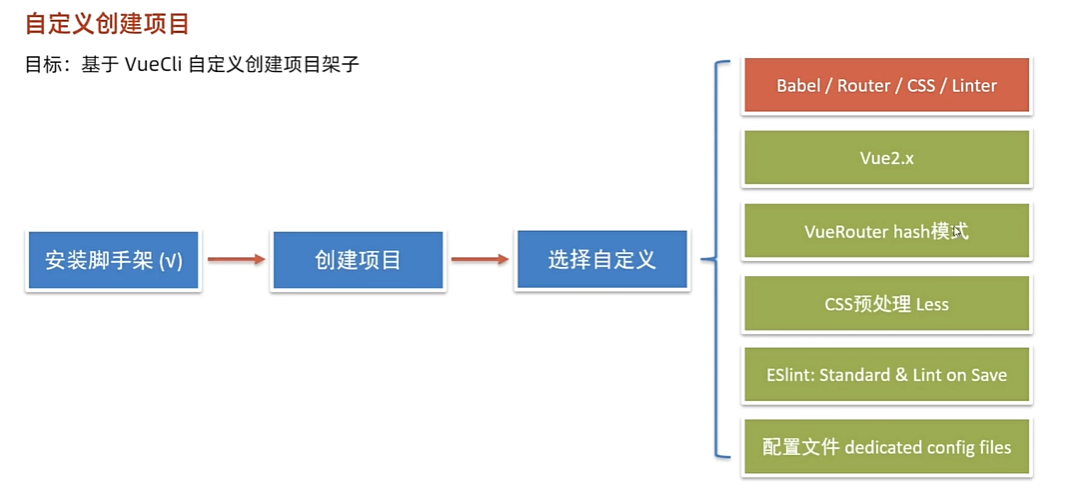 自定义创建项目
目标：基于 VueCli 自定义创建项目架子
安装脚手架 (√)
创建项目
选择自定义
Babel / Router / CSS / Linter
Vue2.x
VueRouter hash模式
CSS预处理 Less
ESlint: Standard & Lint on Save
配置文件 dedicated config files